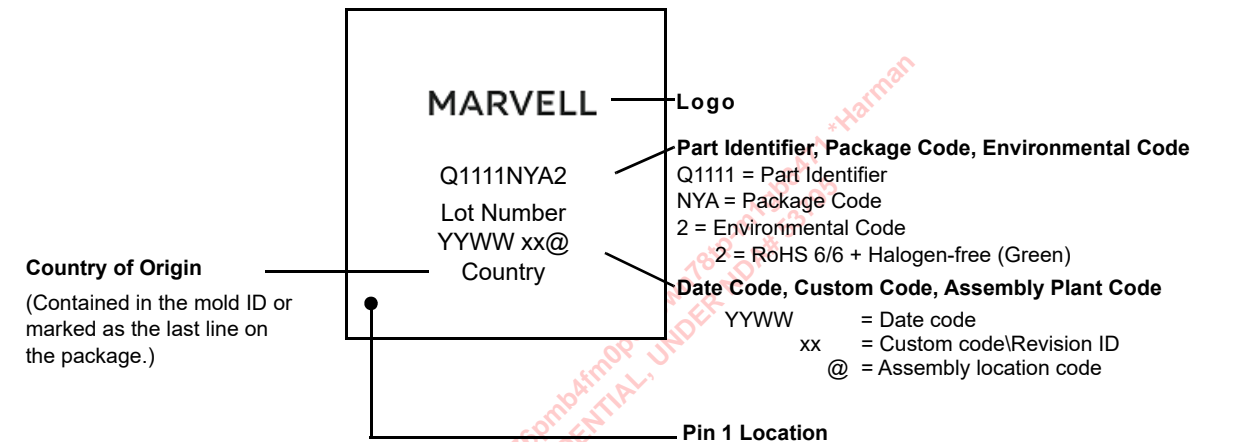 MARVELL
Logo
Part Identifier, Package Code, Environmental Code
Q1111NYA2
Q1111 = Part Identifier
NYA = Package Code
2 = Environmental Code
2 = RoHS 6/6 + Halogen-free (Green)
Lot Number
YYWW xx@
Country
Country of Origin
(Contained in the mold ID or
marked as the last line on
the package.)
Date Code, Custom Code, Assembly Plant Code
YYWW = Date code
xx = Custom code\Revision ID
@ = Assembly location code
Pin 1 Location
*Harman
UNDER NDA#